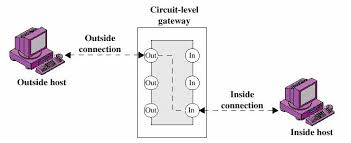 Circuit-level
gateway
Outside
connection
Out
In
Outside host
Out
In
Inside
connection
Out
In
Inside host